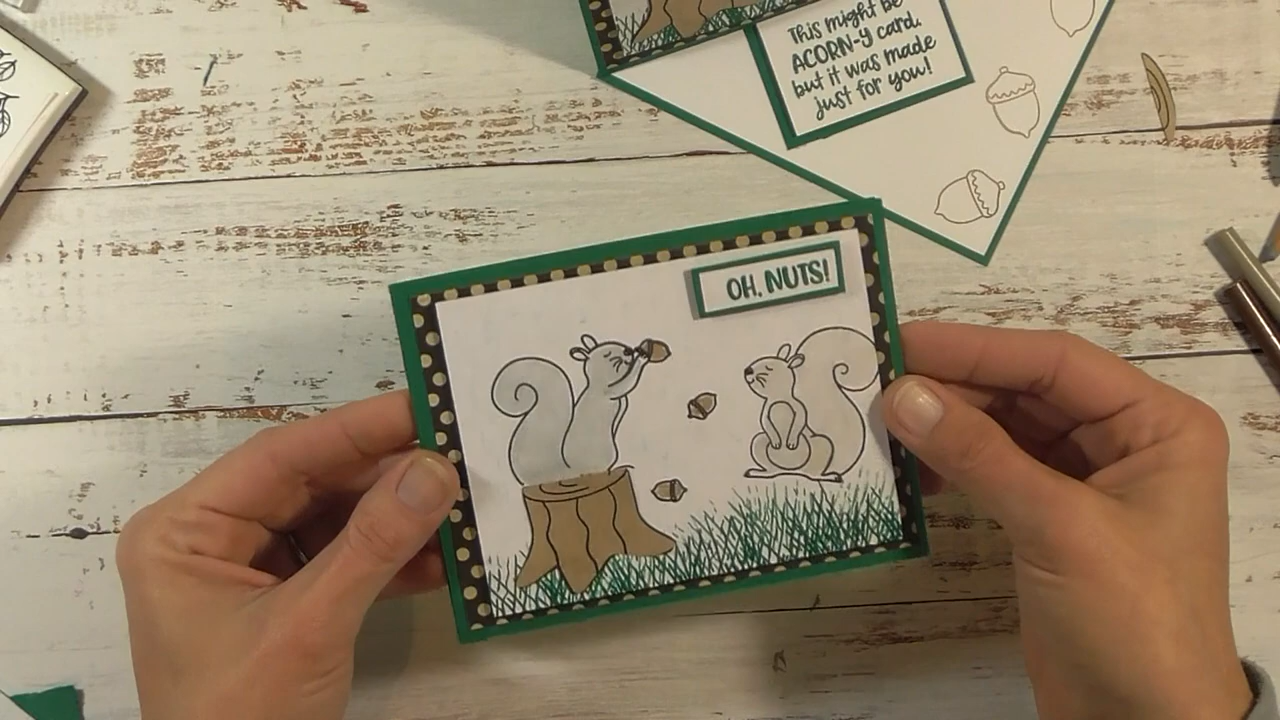 This might be
ACORN-y card,
but it was made
just for you!
OH, NUTS!